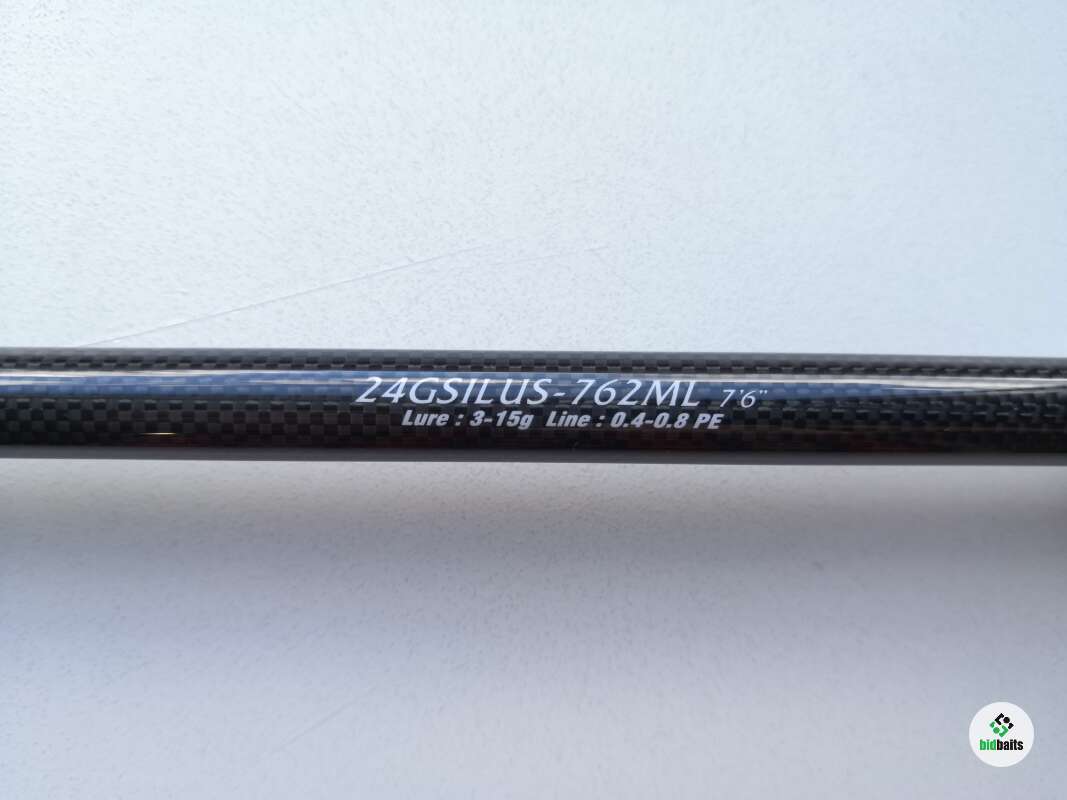 24GSILUS-762ML 7'6"
Lure : 3-15g Line : 0.4-0.8 PE
bidbaits